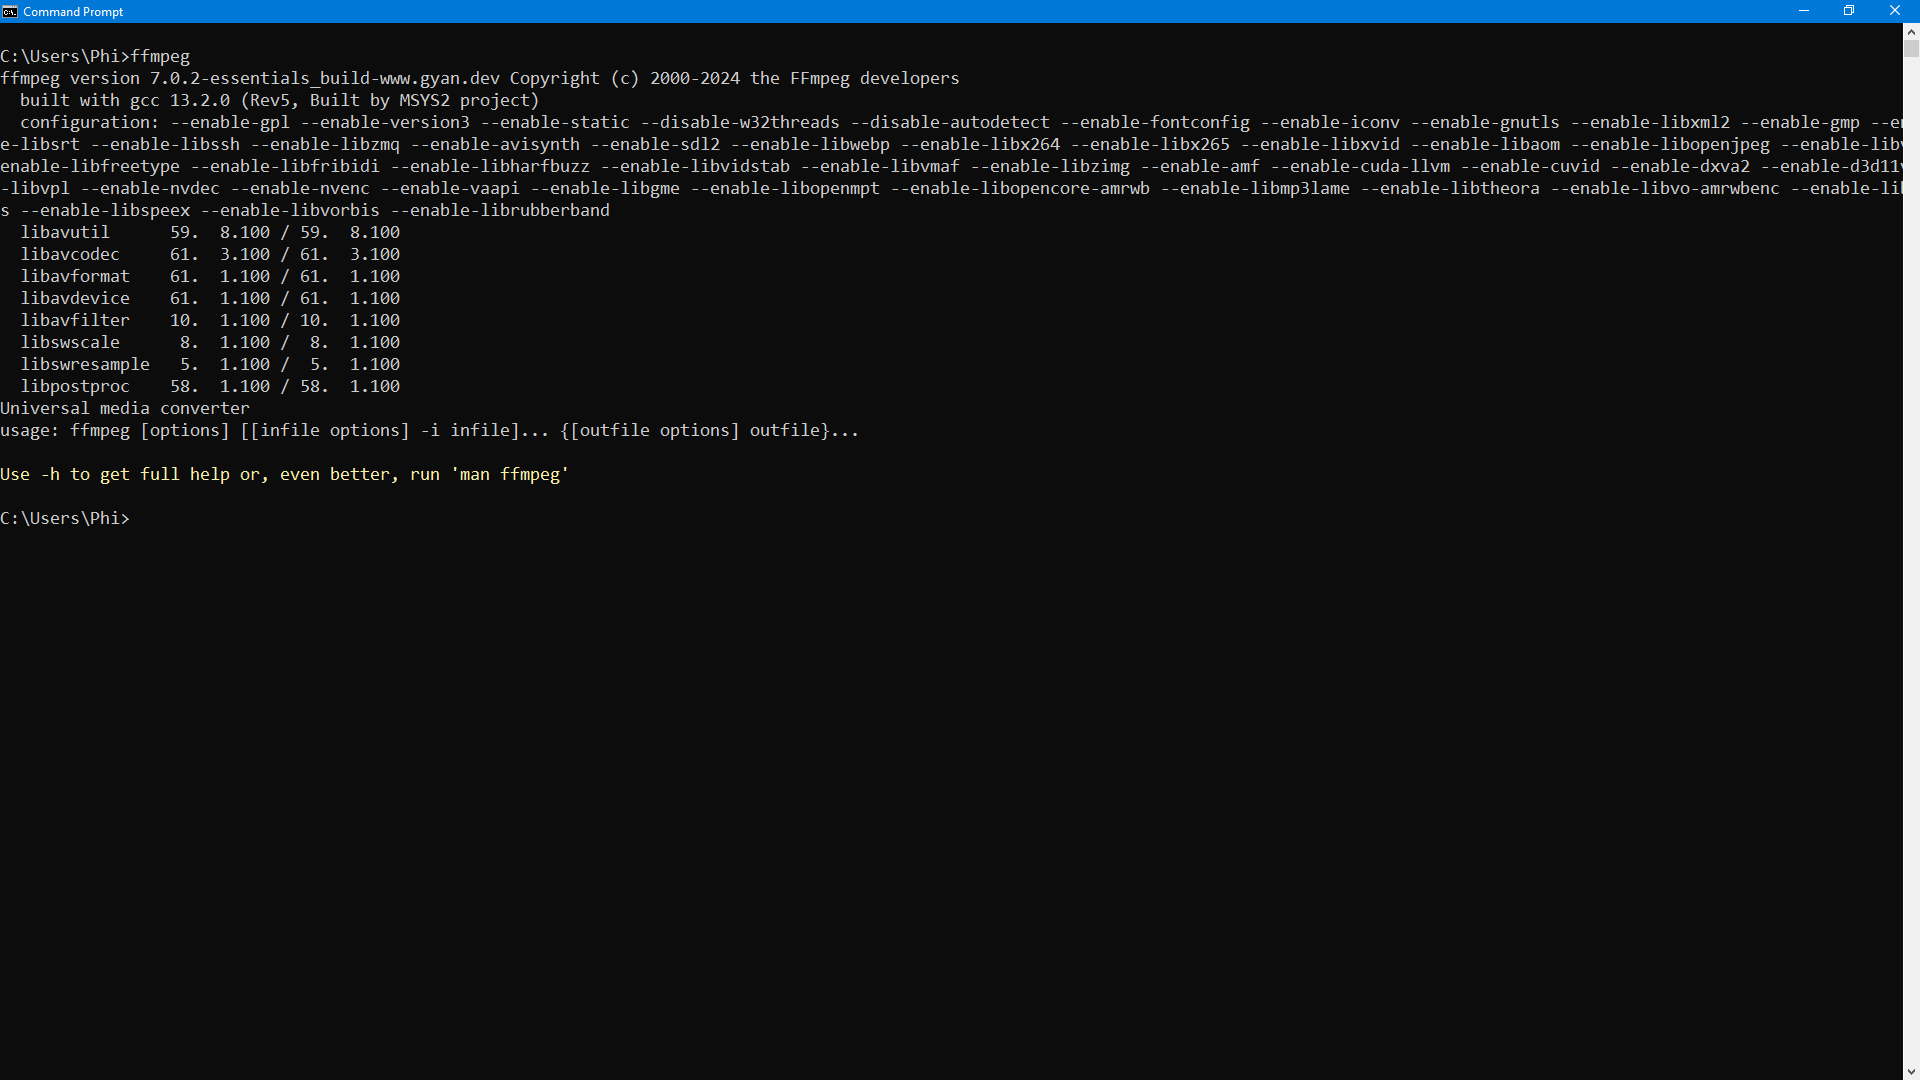 Command Prompt
C:\Users\Phi>ffmpeg
ffmpeg version 7.0.2-essentials_build-www.gyan.dev Copyright (c) 2000-2024 the FFmpeg developers
built with gcc 13.2.0 (Rev5, Built by MSYS2 project)
configuration: --enable-gpl --enable-version3 --enable-static --disable-w32threads --disable-autodetect --enable-fontconfig --enable-iconv --enable-gnutls --enable-libxml2 --enable-gmp
e-libsrt --enable-libssh --enable-libzmq --enable-avisynth --enable-sdl2 --enable-libwebp --enable-libx264 --enable-libx265 --enable-libxvid --enable-libaom --enable-libopenjpeg
enable-libfreetype --enable-libfribidi --enable-libharfbuzz --enable-libvidstab --enable-libvmaf --enable-libzimg --enable-amf --enable-cuda-llvm --enable-cuvid --enable-dxva2
-libvpl --enable-nvdec --enable-nvenc --enable-vaapi --enable-libgme --enable-libopenmpt --enable-libopencore-amrwb --enable-libmp3lame --enable-libtheora --enable-libvo-amrwbenc
s --enable-libspeex --enable-libvorbis --enable-librubberband
libavutil 59. 8.100 / 59. 8.100
libavcodec 61. 3.100 / 61. 3.100
libavformat 61. 1.100 / 61. 1.100
libavdevice 61. 1.100 / 61. 1.100
libavfilter 10. 1.100 / 10. 1.100
libswscale 8. 1.100 / 8. 1.100
libswresample 5. 1.100 / 5. 1.100
libpostproc 58. 1.100 / 58. 1.100
Universal media converter
usage: ffmpeg [options] [[infile options] -i infile]... {[outfile options] outfile}...
Use -h to get full help or, even better, run 'man ffmpeg'
C:\Users\Phi>